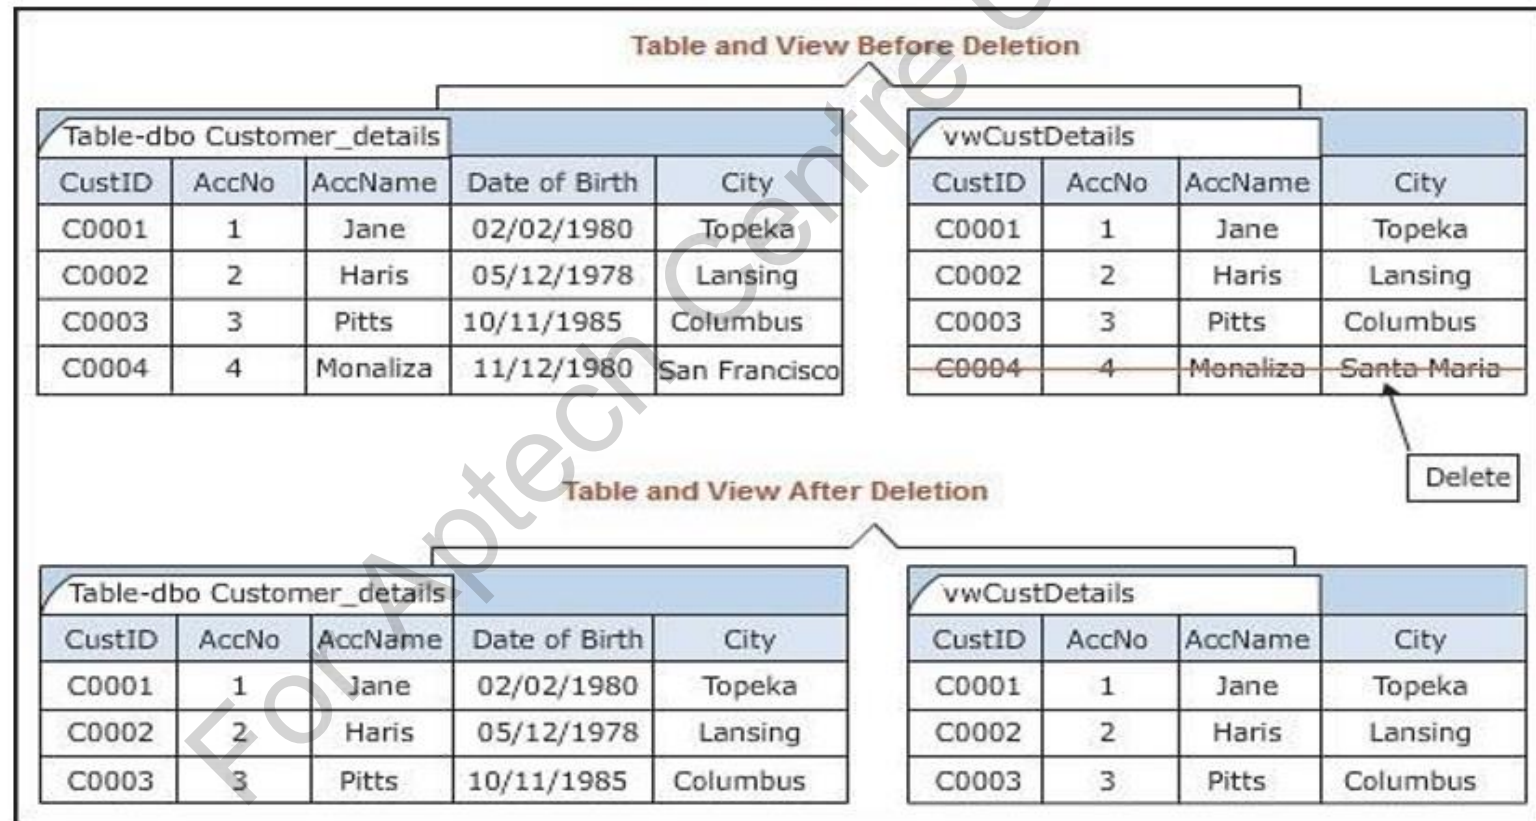 Table and View Before Deletion
Table-dbo Customer_details
CustID AccNo AccName Date of Birth City
C0001 1 Jane 02/02/1980 Topeka
C0002 2 Haris 05/12/1978 Lansing
C0003 3 Pitts 10/11/1985 Columbus
C0004 4 Monaliza 11/12/1980 San Francisco
vwCustDetails
CustID AccNo AccName City
C0001 1 Jane Topeka
C0002 2 Haris Lansing
C0003 3 Pitts Columbus
C0004 4 Monaliza Santa Maria
Delete
Table and View After Deletion
Table-dbo Customer_details
CustID AccNo AccName Date of Birth City
C0001 1 Jane 02/02/1980 Topeka
C0002 2 Haris 05/12/1978 Lansing
C0003 3 Pitts 10/11/1985 Columbus
vwCustDetails
CustID AccNo AccName City
C0001 1 Jane Topeka
C0002 2 Haris Lansing
C0003 3 Pitts Columbus
For Aptech Centre